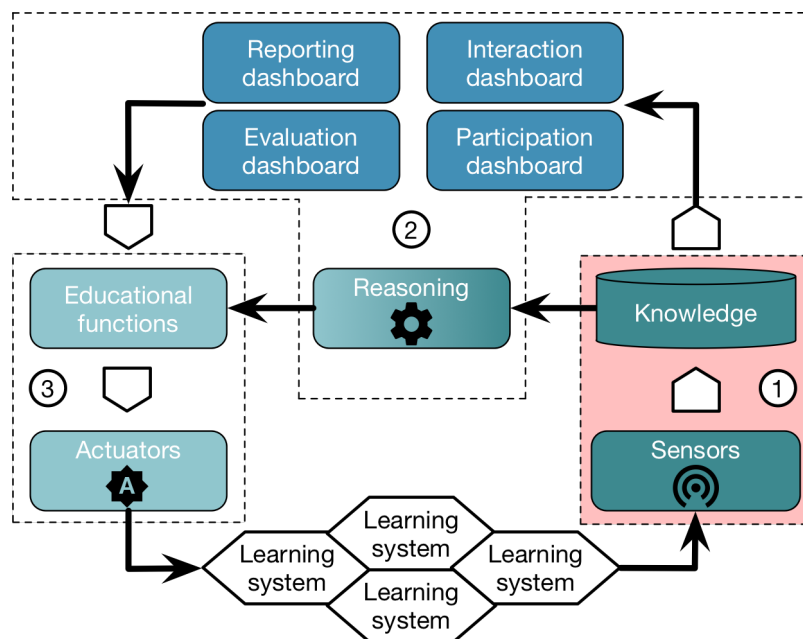 Reporting
dashboard
Interaction
dashboard
Evaluation
dashboard
Participation
dashboard
2
Educational
functions
Reasoning
Knowledge
3
1
Actuators
A
Sensors
Learning
system
Learning
system
Learning
system
Learning
system